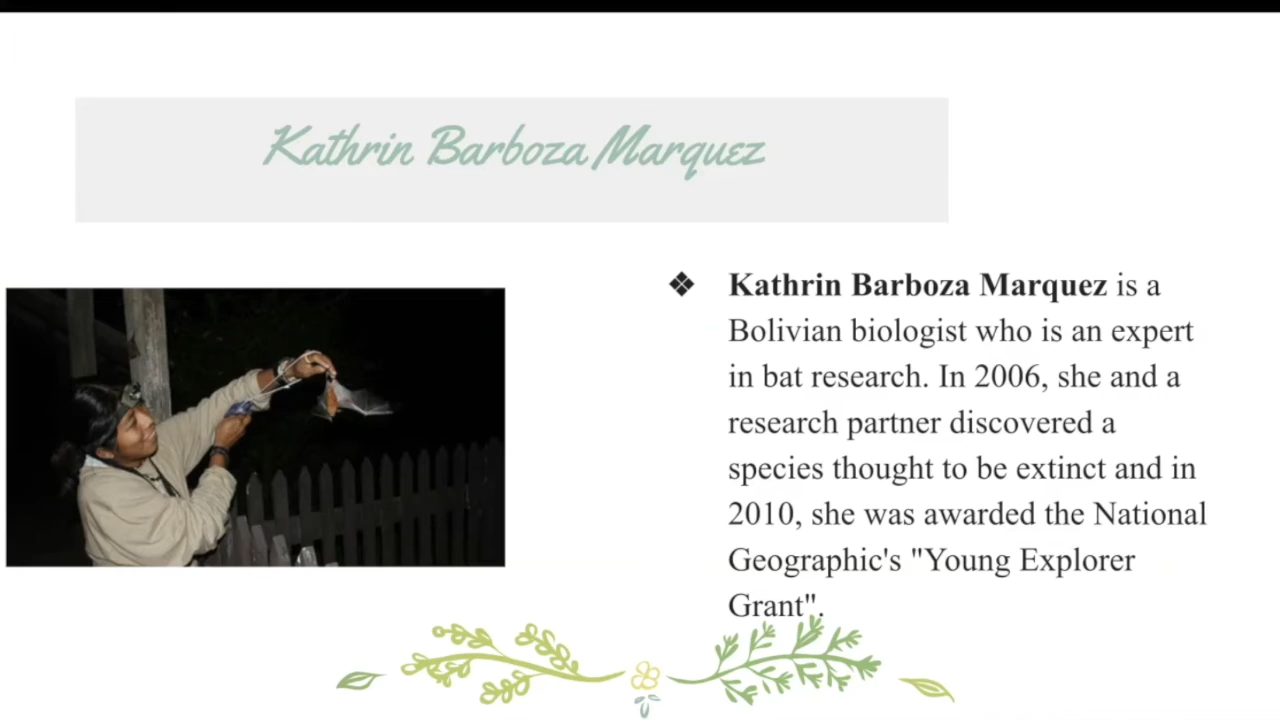 Kathrin Barboza Marquez
❖ Kathrin Barboza Marquez is a
Bolivian biologist who is an expert
in bat research. In 2006, she and a
research partner discovered a
species thought to be extinct and in
2010, she was awarded the National
Geographic's "Young Explorer
Grant".